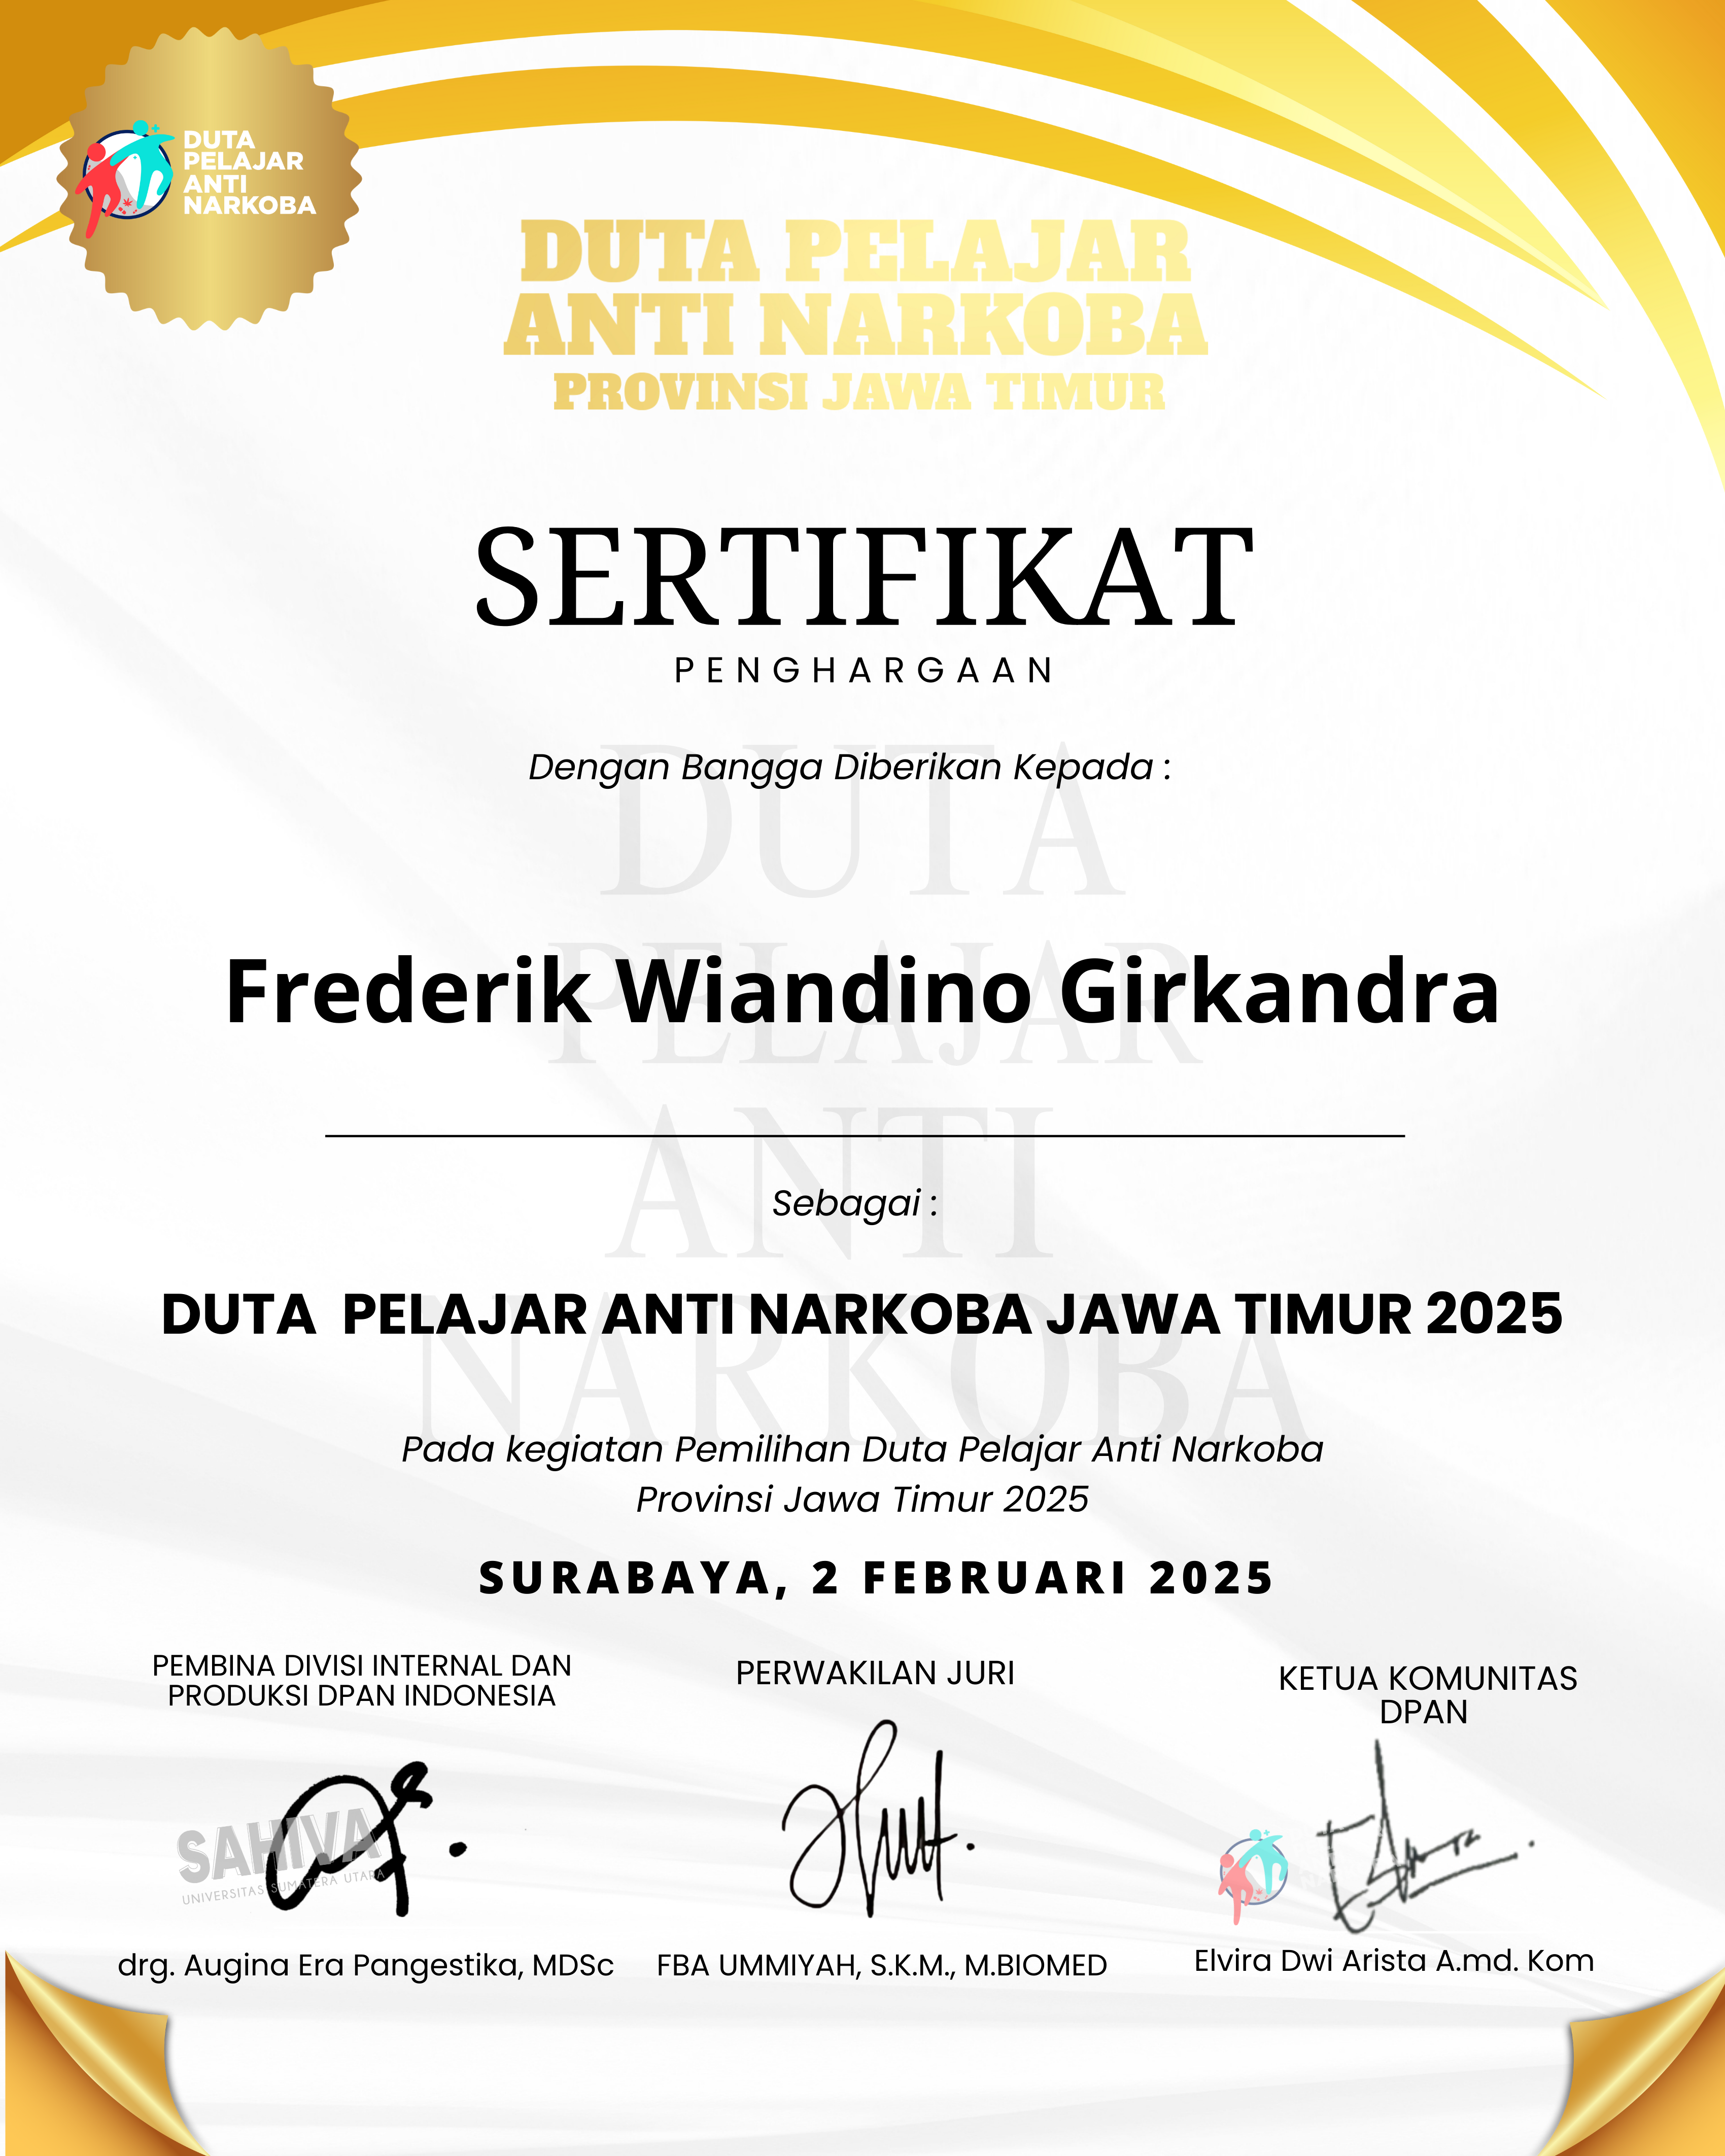 DUTA
PELAJAR
ANTI
NARKOBA
DUTA PELAJAR
ANTI NARKOBA
PROVINSI JAWA TIMUR
SERTIFIKAT
PENGHARGAAN
Dengan Bangga Diberikan Kepada :
DUTA
Frederik Wiandino Girkandra
PELAJAR
ANTI
Sebagai :
DUTA PELAJAR ANTI NARKOBA JAWA TIMUR 2025
NARKOBA
Pada kegiatan Pemilihan Duta Pelajar Anti Narkoba
Provinsi Jawa Timur 2025
SURABAYA, 2 FEBRUARI 2025
PEMBINA DIVISI INTERNAL DAN
PRODUKSI DPAN INDONESIA
SAHIVA
UNIVERSITAS SUMATERA UTARA
drg. Augina Era Pangestika, MDSc
PERWAKILAN JURI
FBA UMMIYAH, S.K.M., M.BIOMED
KETUA KOMUNITAS
DPAN
Elvira Dwi Arista A.md. Kom